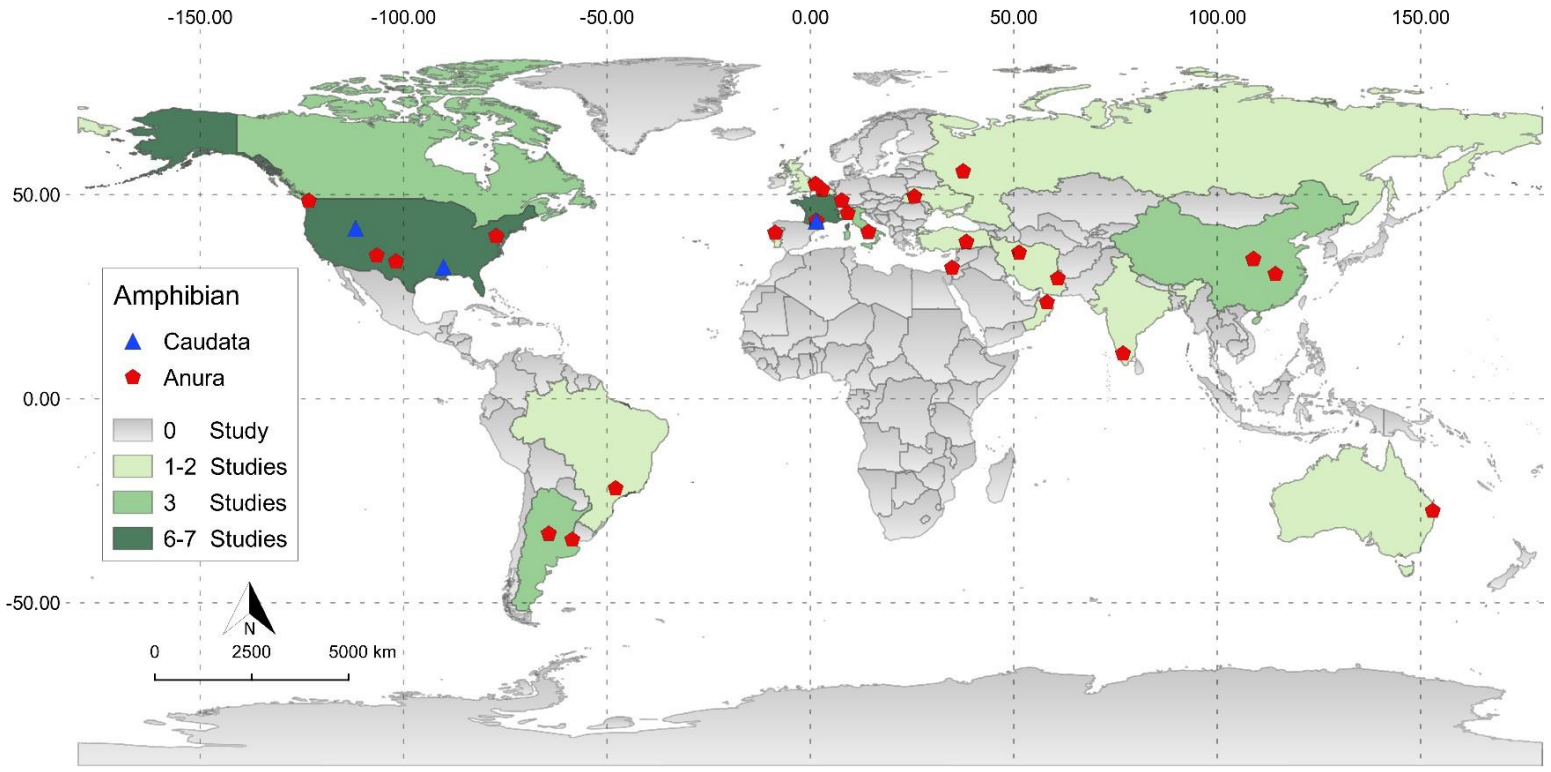 -150.00 -100.00 -50.00 0.00 50.00 100.00 150.00
50.00
0.00
-50.00
Amphibian
Caudata
Anura
0 Study
1-2 Studies
3 Studies
6-7 Studies
N
0 2500 5000 km